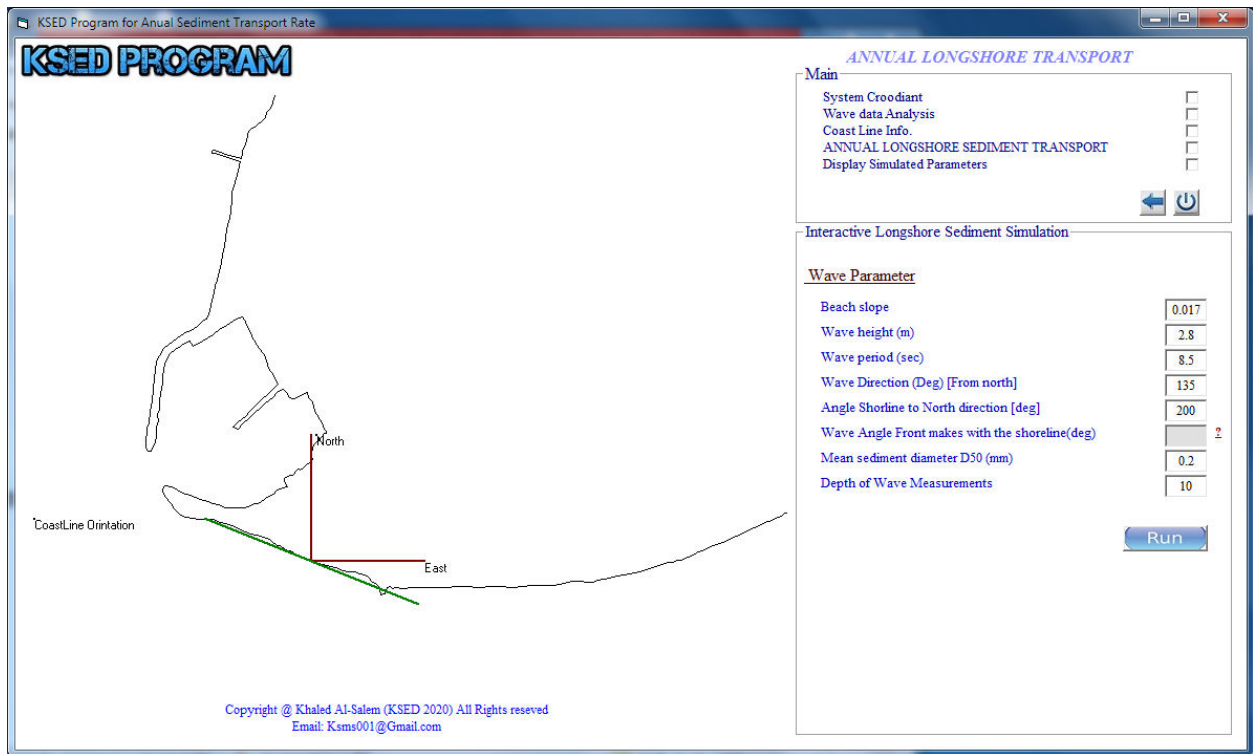 KSED Program for Anual Sediment Transport Rate
KSED PROGRAM
North
CoastLine Orintation
East
Copyright @ Khaled Al-Salem (KSED 2020) All Rights reseved
Email: Ksms001@Gmail.com
ANNUAL LONGSHORE TRANSPORT
Main
System Croodiant
Wave data Analysis
Coast Line Info.
ANNUAL LONGSHORE SEDIMENT TRANSPORT
Display Simulated Parameters
Interactive Longshore Sediment Simulation
Wave Parameter
Beach slope 0.017
Wave height (m) 2.8
Wave period (sec) 8.5
Wave Direction (Deg) [From north] 135
Angle Shorline to North direction [deg] 200
Wave Angle Front makes with the shoreline(deg) ?
Mean sediment diameter D50 (mm) 0.2
Depth of Wave Measurements 10
Run